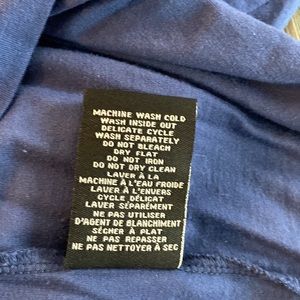 MACHINE WASH COLD
WASH INSIDE OUT
DELICATE CYCLE
WASH SEPARATELY
DO NOT BLEACH
DRY FLAT
DO NOT IRON
DO NOT DRY CLEAN
LAVER À LA
MACHINE À L'EAU FROIDE
LAVER À L'ENVERS
CYCLE DÉLICAT
LAVER SÉPARÉMENT
NE PAS UTILISER
D'AGENT DE BLANCHIMENT
SÉCHER À PLAT
NE PAS REPASSER
NE PAS NETTOYER À SEC